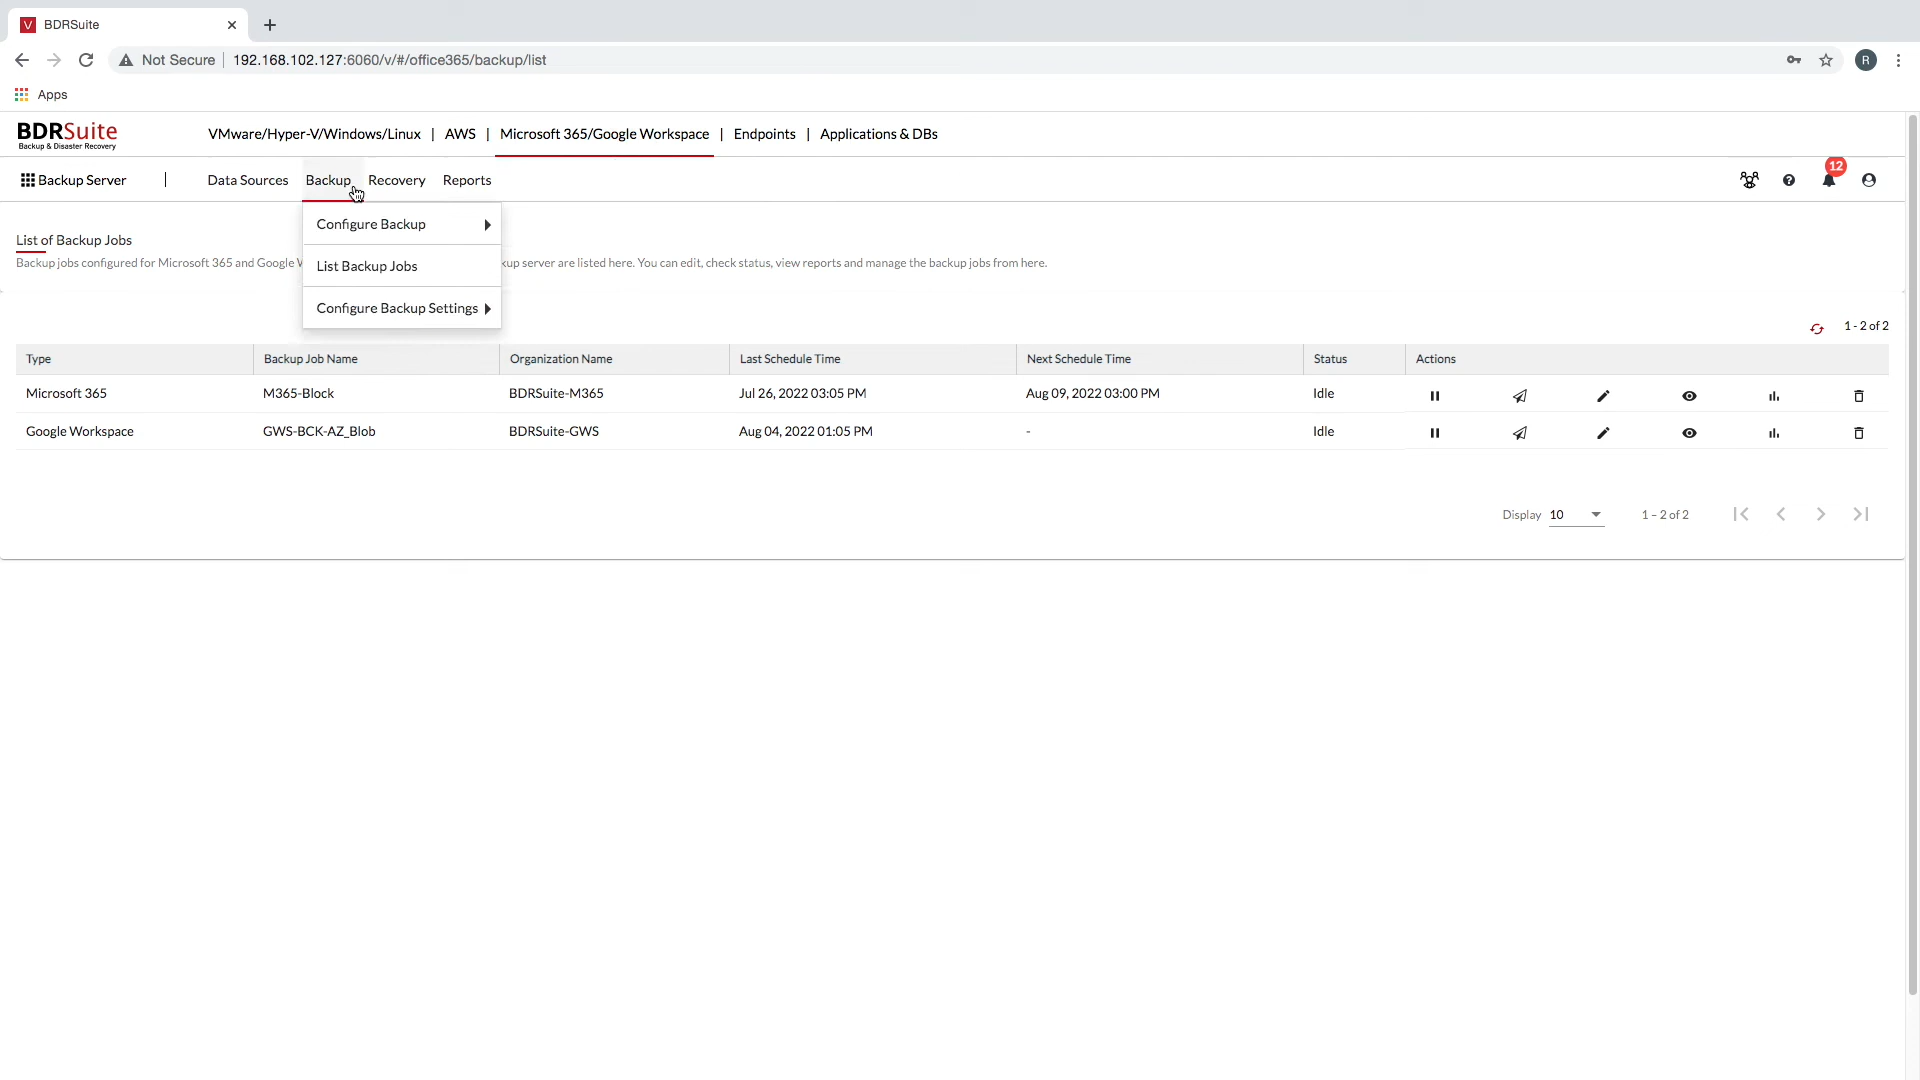 V BDRSuite
Not Secure 192.168.102.127:6060/v/#/office365/backup/list
R
Apps
BDRSuite
Backup & Disaster Recovery
VMware/Hyper-V/Windows/Linux | AWS | Microsoft 365/Google Workspace | Endpoints | Applications & DBs
Backup Server | Data Sources Backup Recovery Reports
12
Configure Backup
List Backup Jobs
Configure Backup Settings
List of Backup Jobs
Backup jobs configured for Microsoft 365 and Google W kup server are listed here. You can edit, check status, view reports and manage the backup jobs from here.
1 - 2 of 2
Type Backup Job Name Organization Name Last Schedule Time Next Schedule Time Status Actions
Microsoft 365 M365-Block BDRSuite-M365 Jul 26, 2022 03:05 PM Aug 09, 2022 03:00 PM Idle
Google Workspace GWS-BCK-AZ_Blob BDRSuite-GWS Aug 04, 2022 01:05 PM - Idle
Display 10 1 – 2 of 2